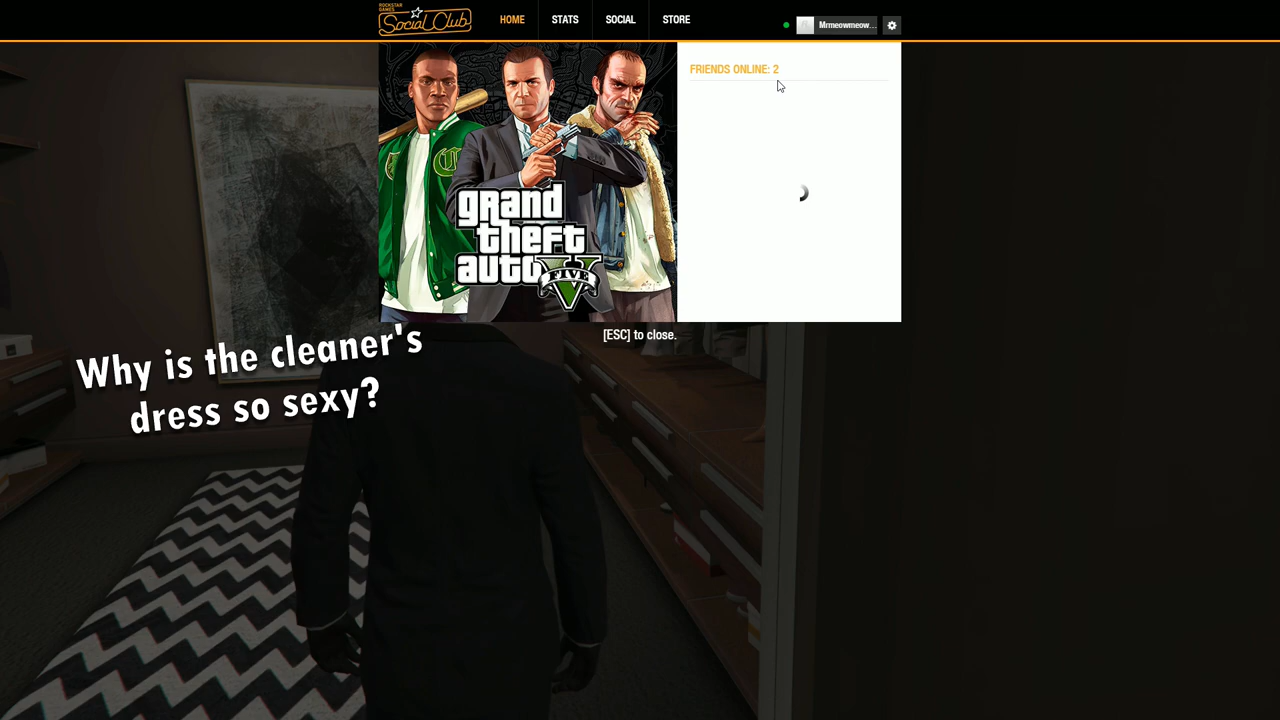 ROCKSTAR
GAMES
Social Club
HOME
STATS
SOCIAL
STORE
Mrmeowmeow...
FRIENDS ONLINE: 2
grand
theft
auto
FIVE
[ESC] to close.
Why is the cleaner's
dress so sexy?